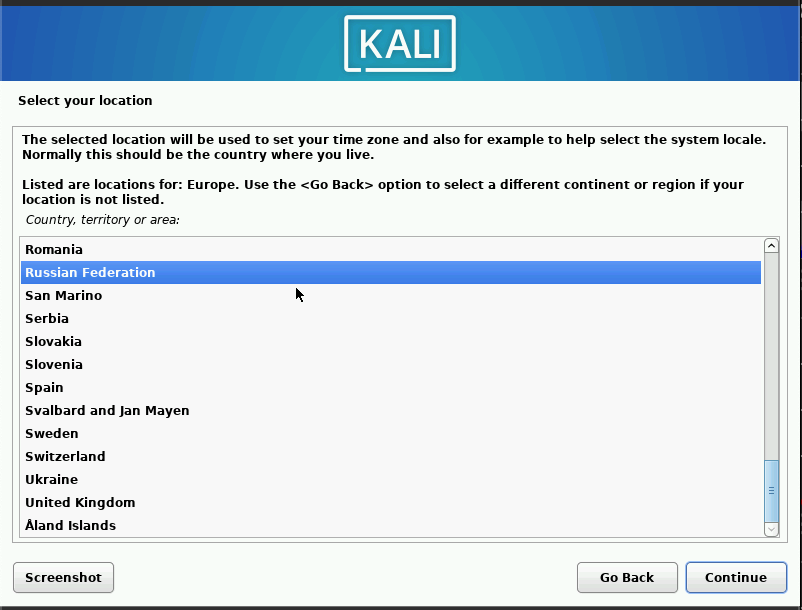 KALI
Select your location
The selected location will be used to set your time zone and also for example to help select the system locale.
Normally this should be the country where you live.
Listed are locations for: Europe. Use the <Go Back> option to select a different continent or region if your
location is not listed.
Country, territory or area:
Romania
Russian Federation
San Marino
Serbia
Slovakia
Slovenia
Spain
Svalbard and Jan Mayen
Sweden
Switzerland
Ukraine
United Kingdom
Åland Islands
Screenshot
Go Back
Continue